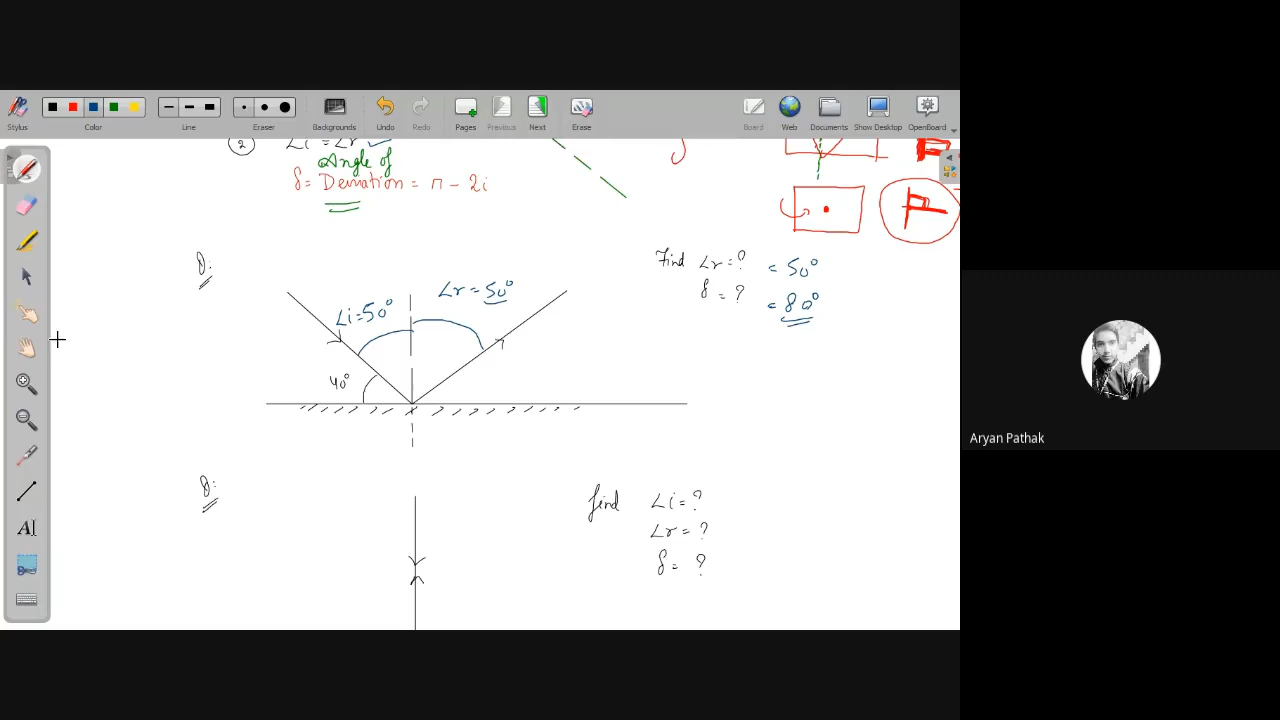 Stylus
Color
Line
Eraser
Backgrounds
Undo
Redo
Pages
Previous
Next
Erase
Board
Web
Documents
Show Desktop
OpenBoard
② ∠i = ∠r
Angle of
δ = Deviation = π - 2i
Q:
Find ∠r = ? = 50°
δ = ? = 80°
∠i = 50°
∠r = 50°
40°
Q:
find ∠i = ?
∠r = ?
δ = ?
Aryan Pathak